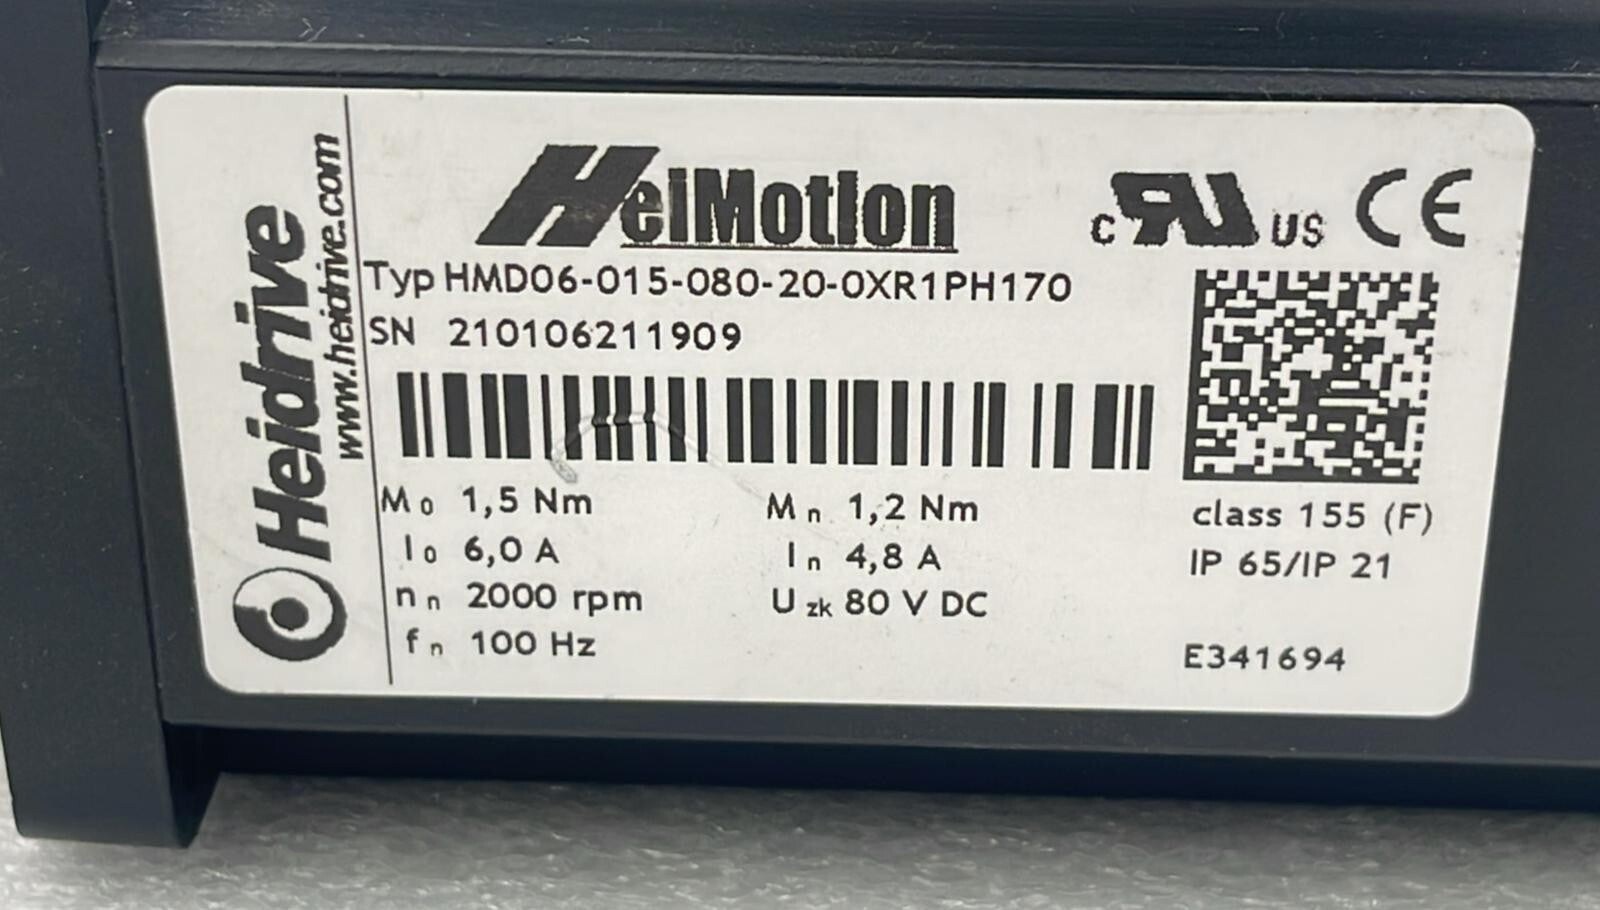 Heidrive
www.heidrive.com
HeiMotion
c RU US CE
Typ HMD06-015-080-20-0XR1PH170
SN 210106211909
M0 1,5 Nm Mn 1,2 Nm class 155 (F)
I0 6,0 A In 4,8 A IP 65/IP 21
nn 2000 rpm Uzk 80 V DC
fn 100 Hz E341694